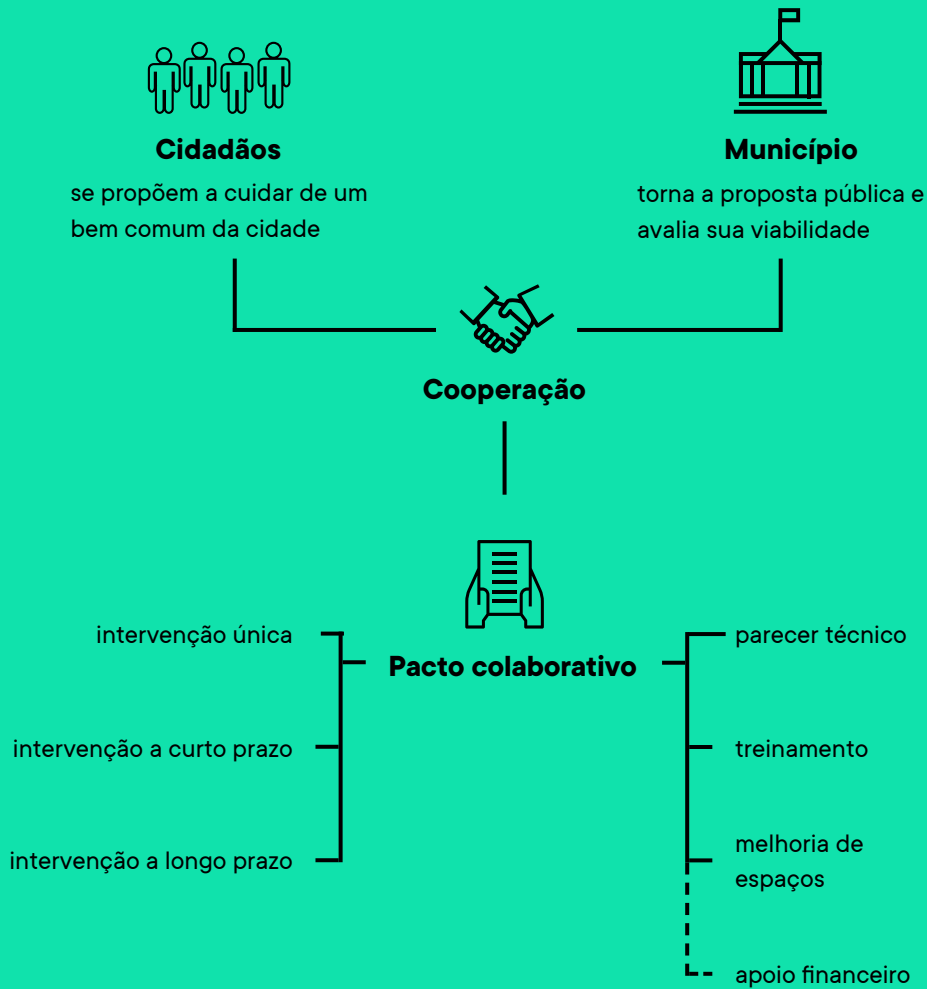 Cidadãos
se propõem a cuidar de um
bem comum da cidade
Município
torna a proposta pública e
avalia sua viabilidade
Cooperação
Pacto colaborativo
intervenção única
intervenção a curto prazo
intervenção a longo prazo
parecer técnico
treinamento
melhoria de
espaços
apoio financeiro